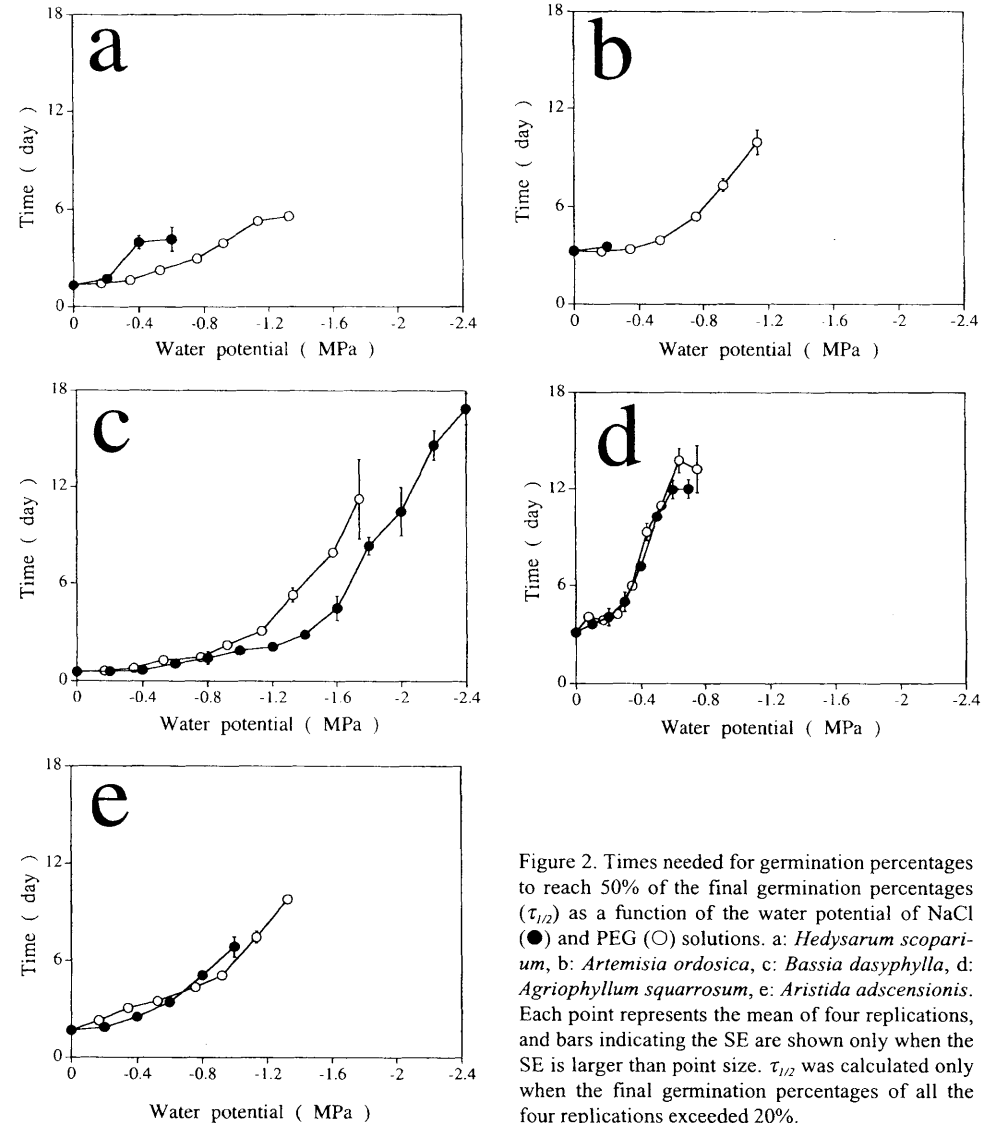 a
18
12
6
0
Time ( day )
0 -0.4 -0.8 -1.2 -1.6 -2 -2.4
Water potential ( MPa )
b
18
12
6
0
Time ( day )
0 -0.4 -0.8 -1.2 -1.6 -2 -2.4
Water potential ( MPa )
c
18
12
6
0
Time ( day )
0 -0.4 -0.8 -1.2 -1.6 -2 -2.4
Water potential ( MPa )
d
18
12
6
0
Time ( day )
0 -0.4 -0.8 -1.2 -1.6 -2 -2.4
Water potential ( MPa )
e
18
12
6
0
Time ( day )
0 -0.4 -0.8 -1.2 -1.6 -2 -2.4
Water potential ( MPa )
Figure 2. Times needed for germination percentages
to reach 50% of the final germination percentages
(τ1/2) as a function of the water potential of NaCl
(●) and PEG (○) solutions. a: Hedysarum scopari-
um, b: Artemisia ordosica, c: Bassia dasyphylla, d:
Agriophyllum squarrosum, e: Aristida adscensionis.
Each point represents the mean of four replications,
and bars indicating the SE are shown only when the
SE is larger than point size. τ1/2 was calculated only
when the final germination percentages of all the
four replications exceeded 20%.